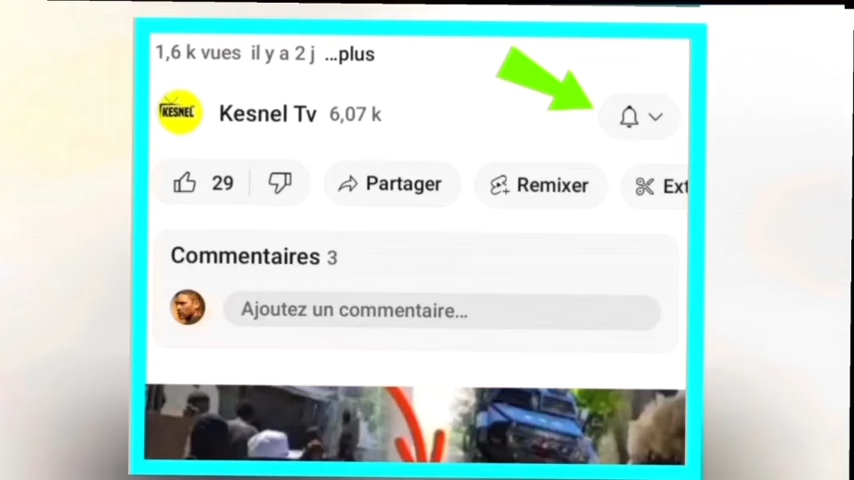 1,6 k vues il y a 2 j ...plus
KESNEL
Kesnel Tv 6,07 k
29 Partager Remixer Ext
Commentaires 3
Ajoutez un commentaire...